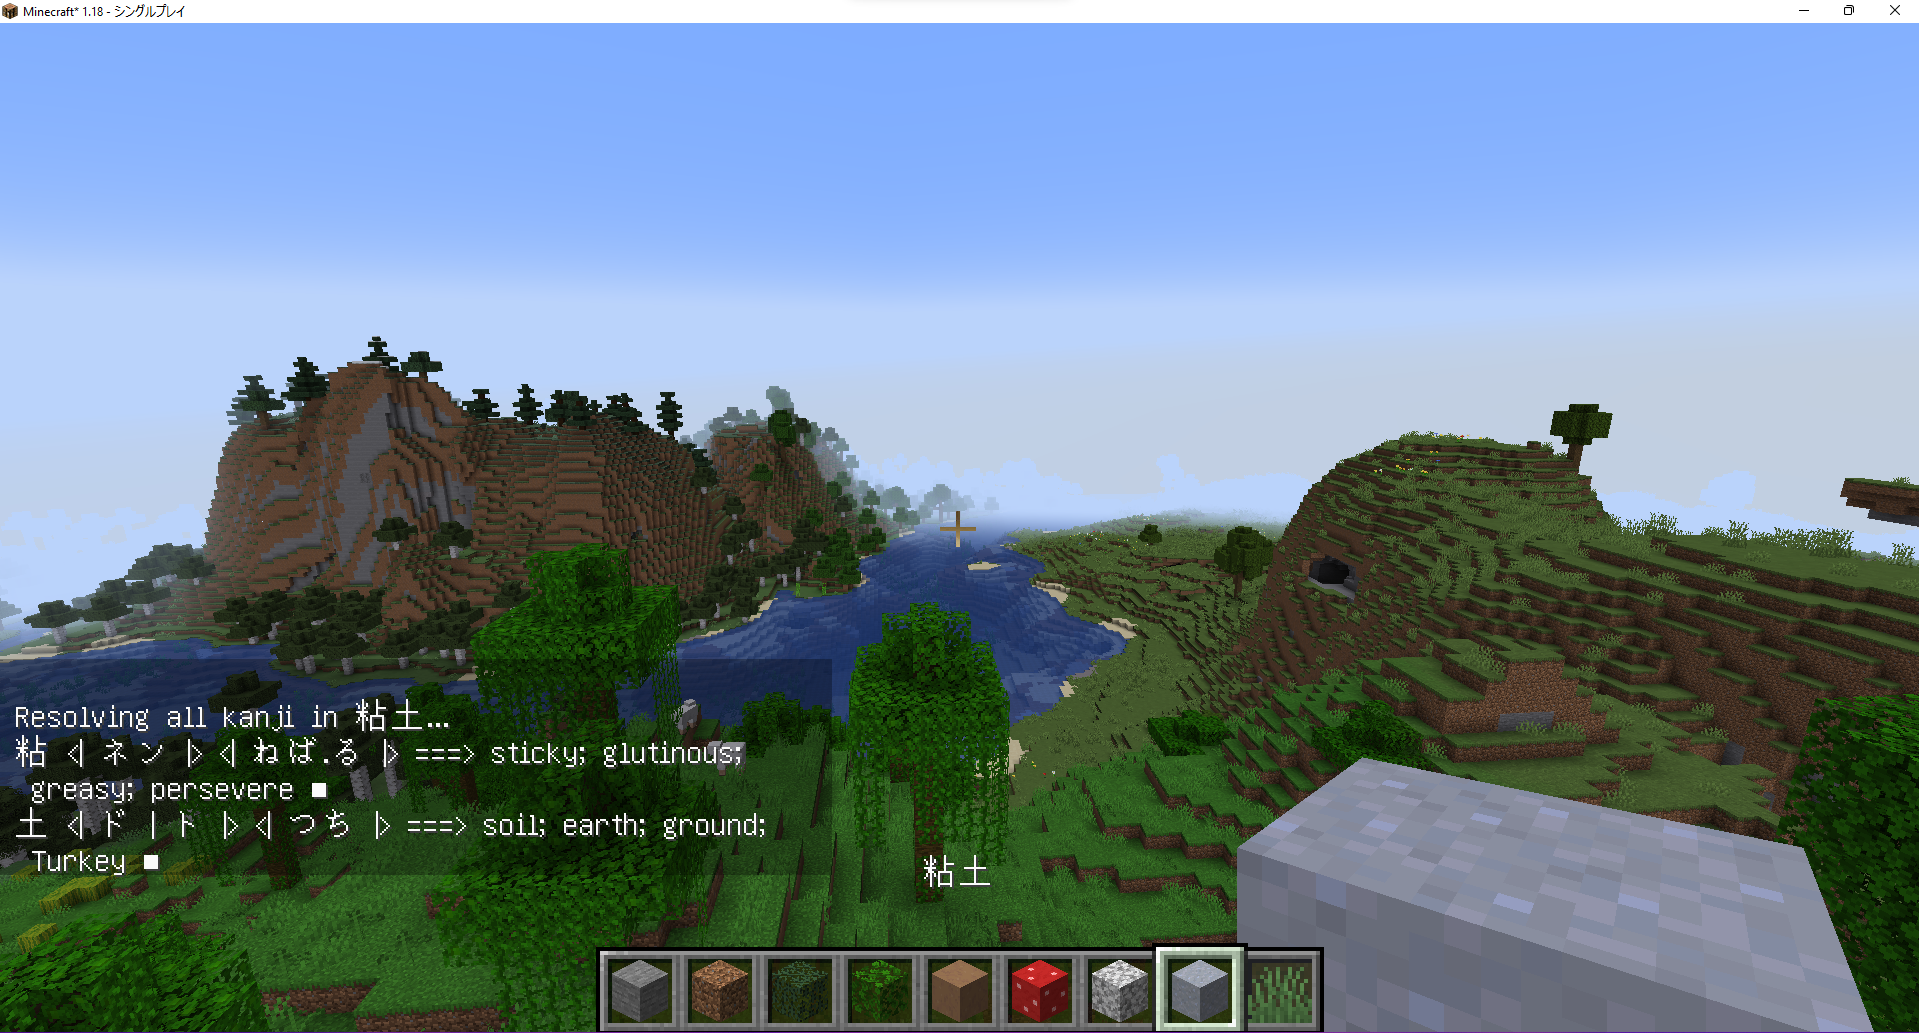 Minecraft* 1.18 - シングルプレイ
Resolving all kanji in 粘土...
粘 <| ネン |> <| ねば.る |> ===> sticky; glutinous;
greasy; persevere ■
土 <| ド | ト |> <| つち |> ===> soil; earth; ground;
Turkey ■
粘土